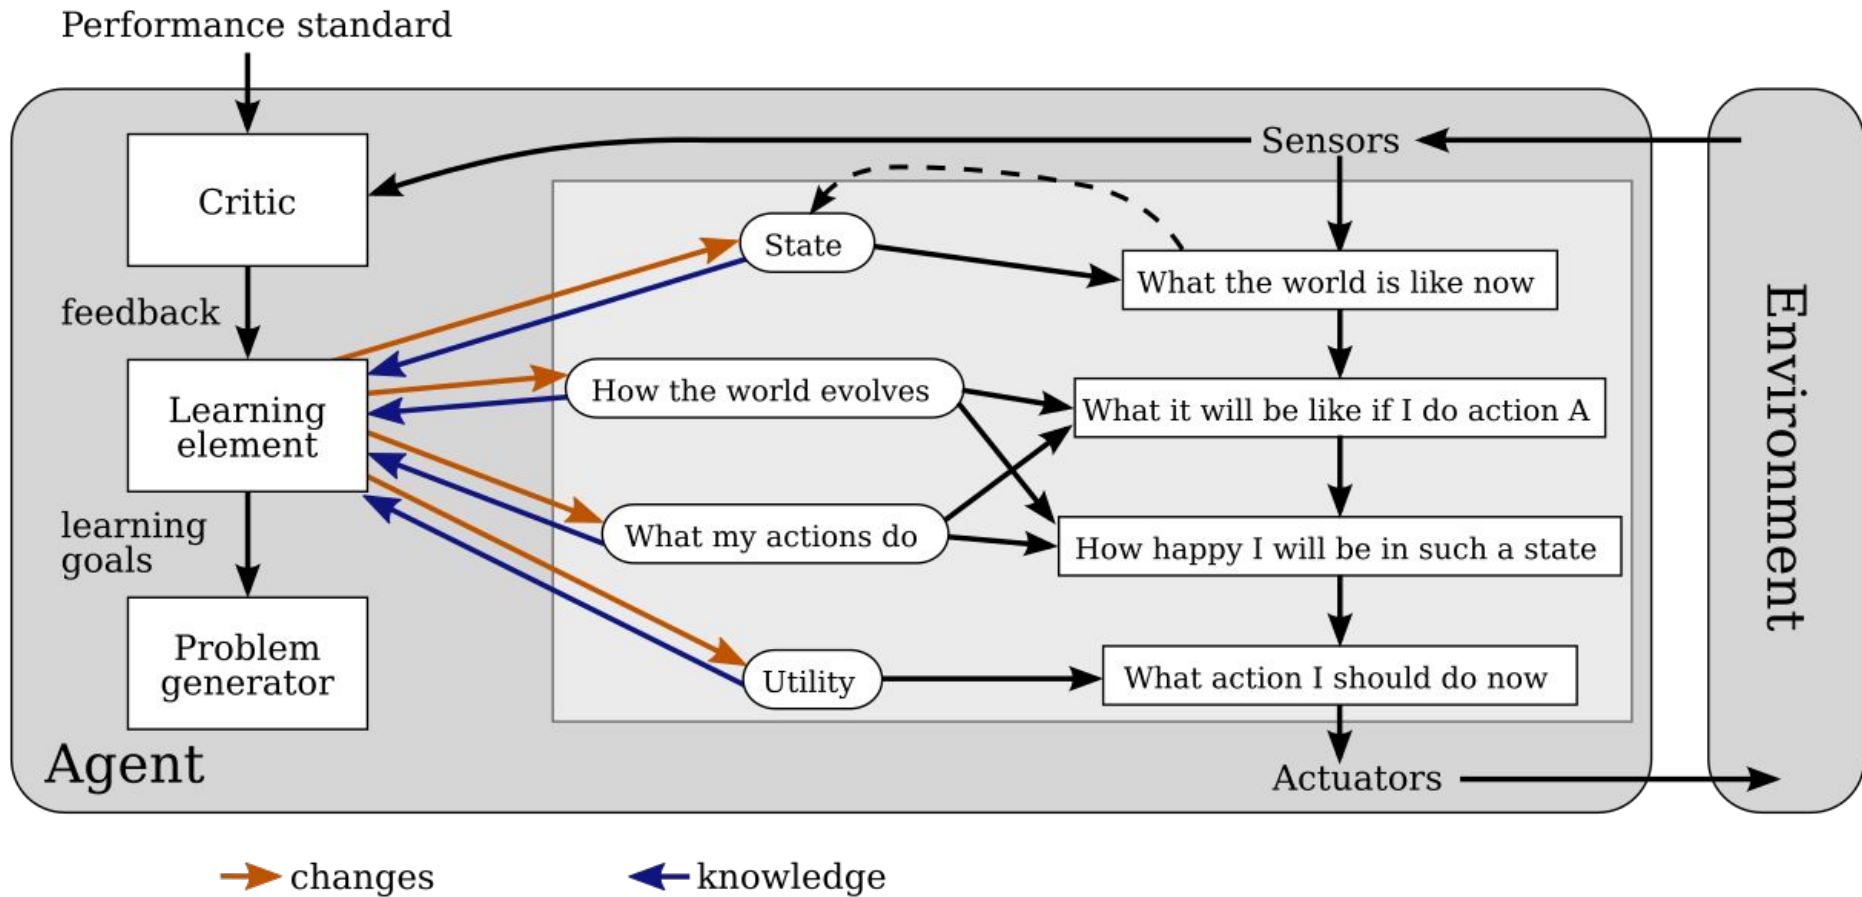 Performance standard
Sensors
Critic
State
What the world is like now
feedback
How the world evolves
What it will be like if I do action A
Learning
element
What my actions do
How happy I will be in such a state
learning
goals
Problem
generator
Utility
What action I should do now
Agent
Actuators
Environment
changes
knowledge